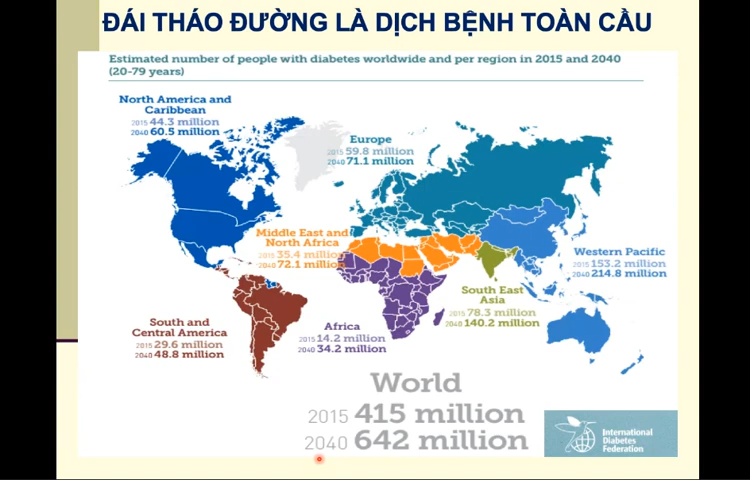 ĐÁI THÁO ĐƯỜNG LÀ DỊCH BỆNH TOÀN CẦU
Estimated number of people with diabetes worldwide and per region in 2015 and 2040
(20-79 years)
North America and
Caribbean
2015 44.3 million
2040 60.5 million
Europe
2015 59.8 million
2040 71.1 million
Middle East and
North Africa
2015 35.4 million
2040 72.1 million
Western Pacific
2015 153.2 million
2040 214.8 million
South East
Asia
2015 78.3 million
2040 140.2 million
South and
Central America
2015 29.6 million
2040 48.8 million
Africa
2015 14.2 million
2040 34.2 million
World
2015 415 million
2040 642 million
International
Diabetes
Federation